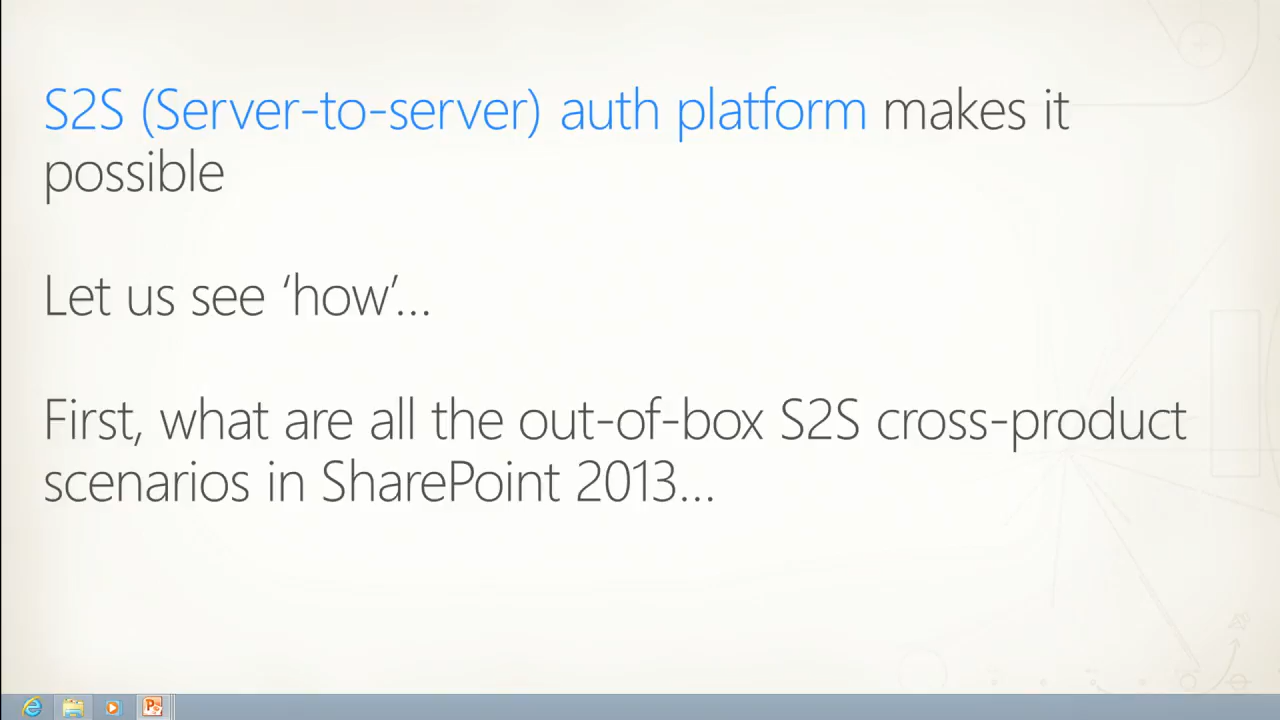 S2S (Server-to-server) auth platform makes it
possible
Let us see ‘how’...
First, what are all the out-of-box S2S cross-product
scenarios in SharePoint 2013...